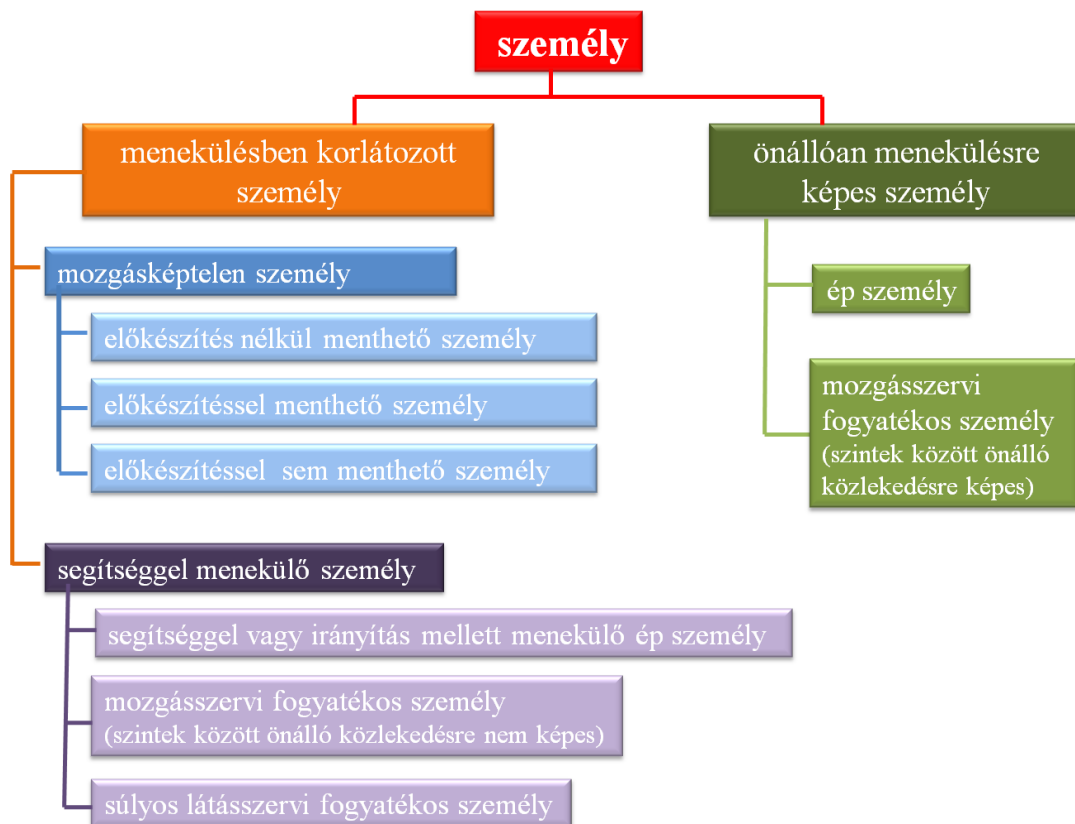 személy
menekülésben korlátozott
személy
önállóan menekülésre
képes személy
mozgásképtelen személy
előkészítés nélkül menthető személy
előkészítéssel menthető személy
előkészítéssel sem menthető személy
ép személy
mozgásszervi
fogyatékos személy
(szintek között önálló
közlekedésre képes)
segítséggel menekülő személy
segítséggel vagy irányítás mellett menekülő ép személy
mozgásszervi fogyatékos személy
(szintek között önálló közlekedésre nem képes)
súlyos látásszervi fogyatékos személy